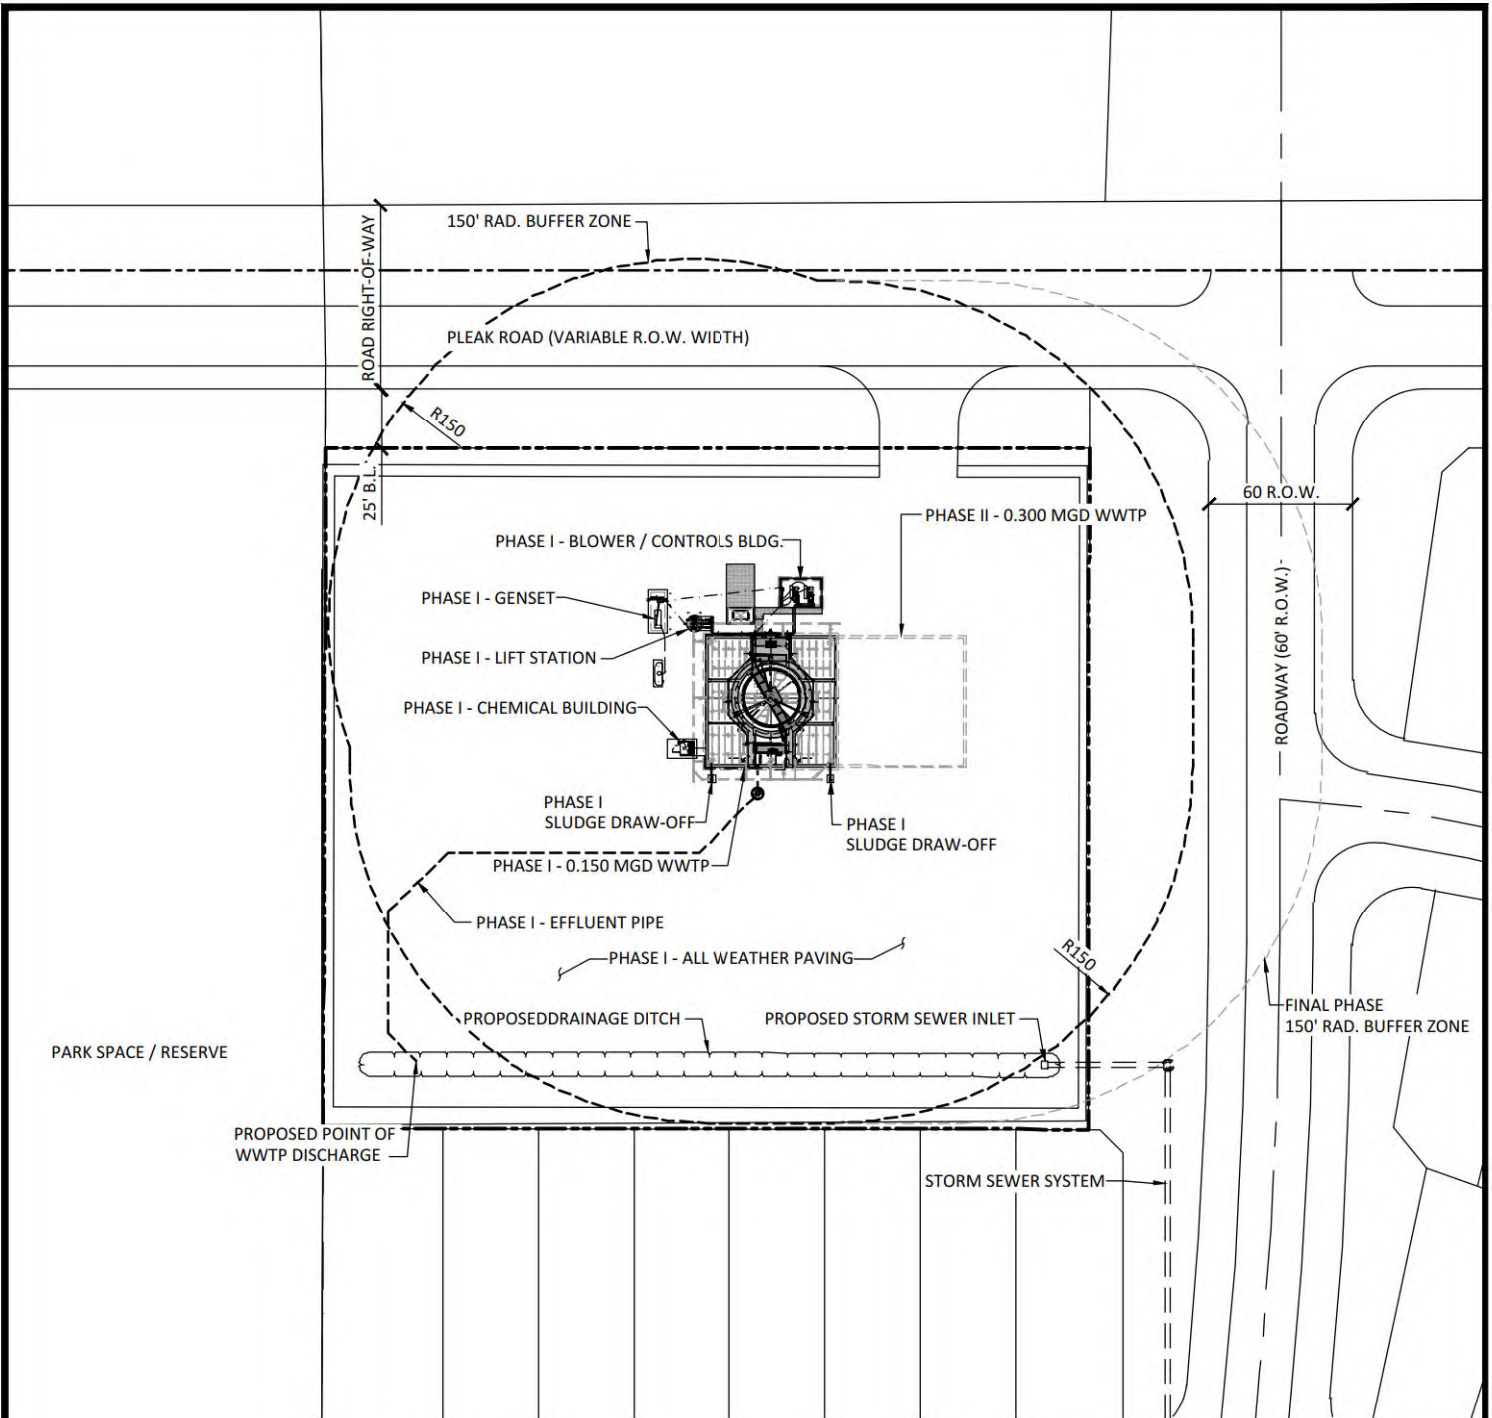 150' RAD. BUFFER ZONE
ROAD RIGHT-OF-WAY
PLEAK ROAD (VARIABLE R.O.W. WIDTH)
R150
25' B.L.
60 R.O.W.
PHASE II - 0.300 MGD WWTP
PHASE I - BLOWER / CONTROLS BLDG.
PHASE I - GENSET
PHASE I - LIFT STATION
ROADWAY (60' R.O.W.)
PHASE I - CHEMICAL BUILDING
PHASE I
SLUDGE DRAW-OFF
PHASE I
SLUDGE DRAW-OFF
PHASE I - 0.150 MGD WWTP
PHASE I - EFFLUENT PIPE
PHASE I - ALL WEATHER PAVING
R150
FINAL PHASE
150' RAD. BUFFER ZONE
PROPOSEDDRAINAGE DITCH
PROPOSED STORM SEWER INLET
PARK SPACE / RESERVE
PROPOSED POINT OF
WWTP DISCHARGE
STORM SEWER SYSTEM